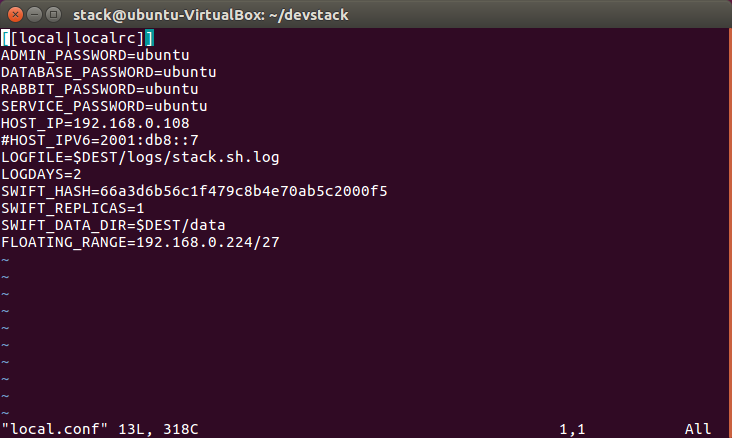 stack@ubuntu-VirtualBox: ~/devstack
[[local|localrc]]
ADMIN_PASSWORD=ubuntu
DATABASE_PASSWORD=ubuntu
RABBIT_PASSWORD=ubuntu
SERVICE_PASSWORD=ubuntu
HOST_IP=192.168.0.108
#HOST_IPV6=2001:db8::7
LOGFILE=$DEST/logs/stack.sh.log
LOGDAYS=2
SWIFT_HASH=66a3d6b56c1f479c8b4e70ab5c2000f5
SWIFT_REPLICAS=1
SWIFT_DATA_DIR=$DEST/data
FLOATING_RANGE=192.168.0.224/27
~
~
~
~
~
~
~
~
~
~
"local.conf" 13L, 318C 1,1 All